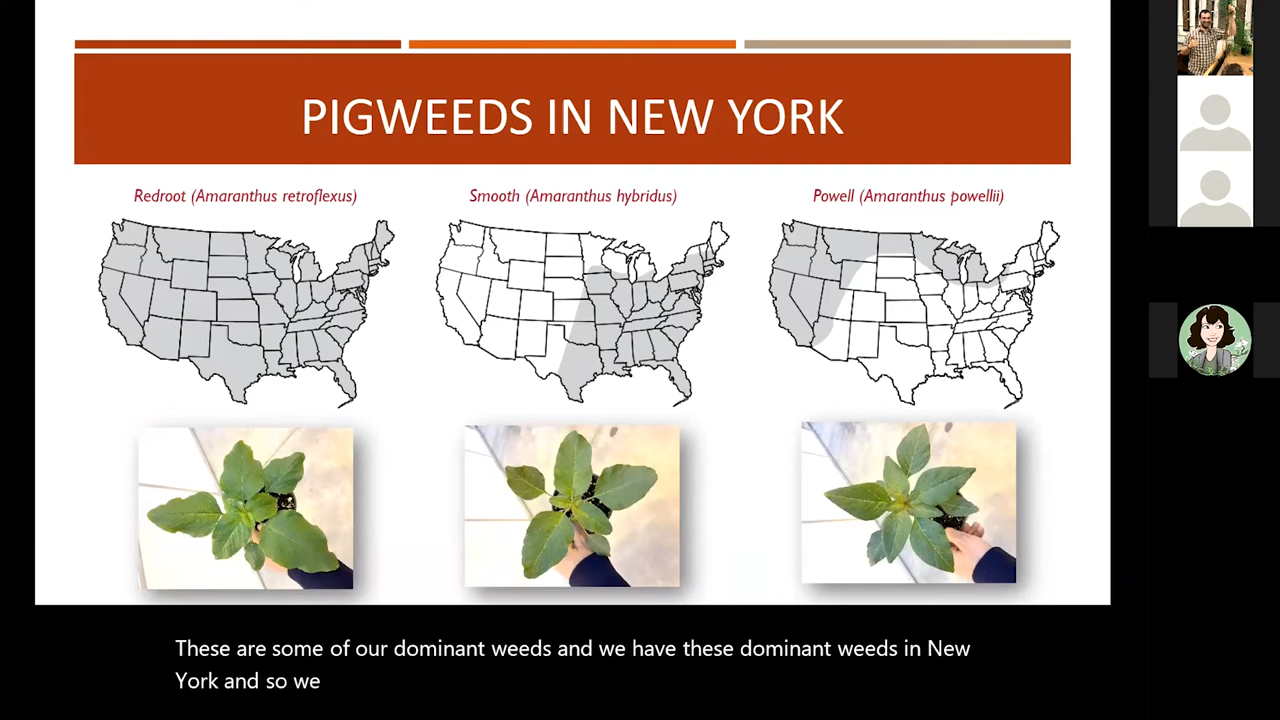 PIGWEEDS IN NEW YORK
Redroot (Amaranthus retroflexus)
Smooth (Amaranthus hybridus)
Powell (Amaranthus powellii)
These are some of our dominant weeds and we have these dominant weeds in New
York and so we